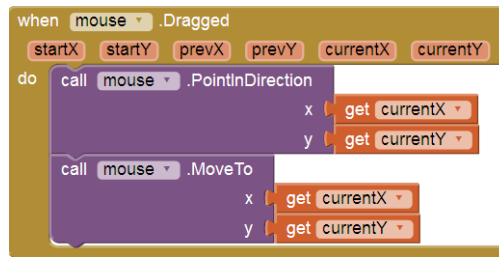 when mouse .Dragged
startX startY prevX prevY currentX currentY
do call mouse .PointInDirection
x get currentX
y get currentY
call mouse .MoveTo
x get currentX
y get currentY